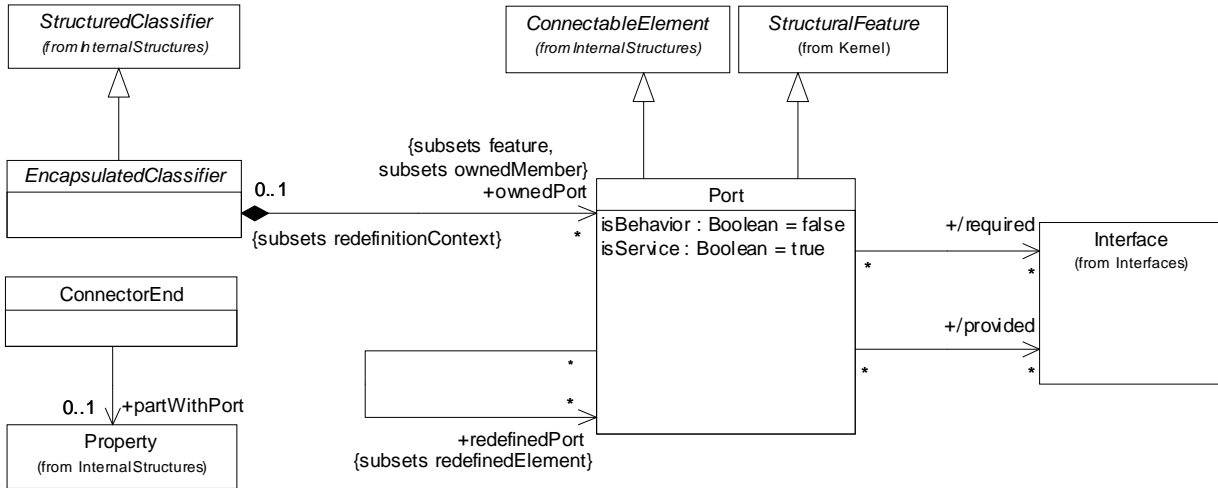 StructuredClassifier
(from InternalStructures)
ConnectableElement
(from InternalStructures)
StructuralFeature
(from Kernel)
EncapsulatedClassifier
0..1
{subsets redefinitionContext}
{subsets feature,
subsets ownedMember}
+ownedPort
*
Port
isBehavior : Boolean = false
isService : Boolean = true
+/required
*
*
Interface
(from Interfaces)
+/provided
*
*
ConnectorEnd
0..1
+partWithPort
Property
(from InternalStructures)
*
*
+redefinedPort
{subsets redefinedElement}